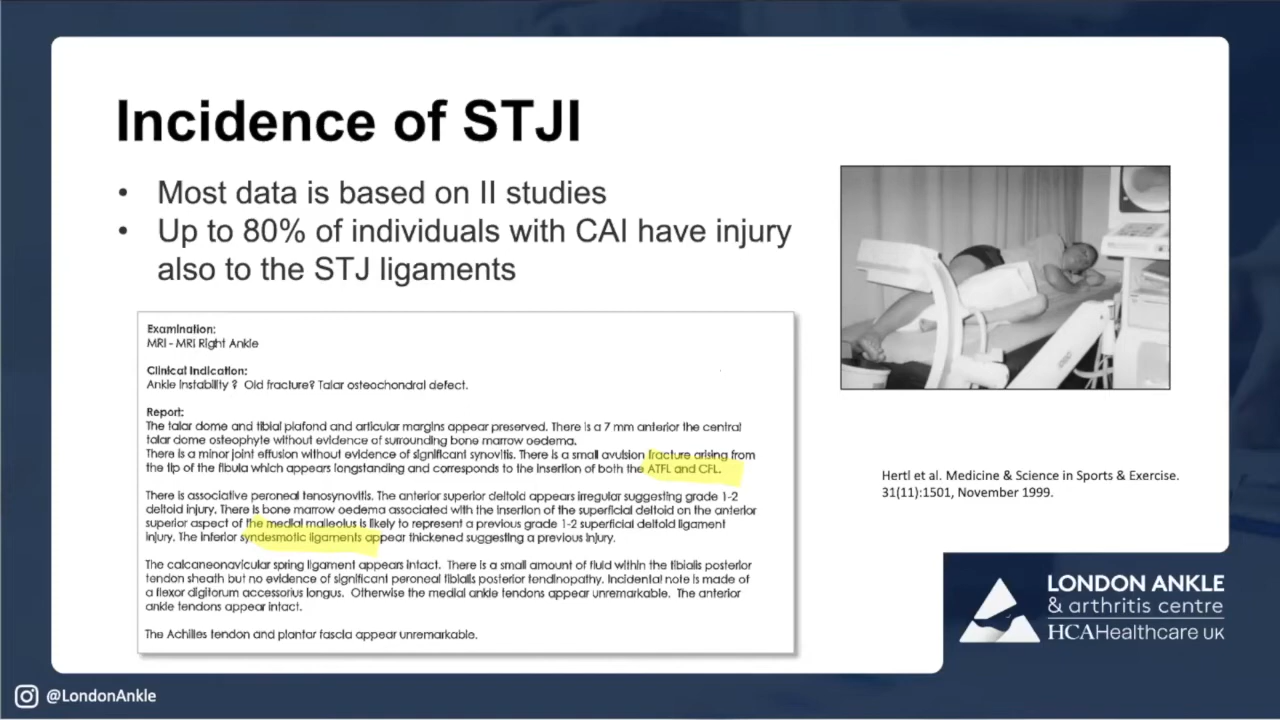 Incidence of STJI
• Most data is based on II studies
• Up to 80% of individuals with CAI have injury
also to the STJ ligaments
Examination:
MRI - MRI Right Ankle
Clinical Indication:
Ankle Instability ? Old fracture? Talar osteochondral defect.
Report:
The talar dome and tibial plafond and articular margins appear preserved. There is a 7 mm anterior the central
talar dome osteophyte without evidence of surrounding bone marrow oedema.
There is a minor joint effusion without evidence of significant synovitis. There is a small avulsion fracture arising from
the tip of the fibula which appears longstanding and corresponds to the insertion of both the ATFL and CFL.
There is associative peroneal tenosynovitis. The anterior superior deltoid appears irregular suggesting grade 1-2
deltoid injury. There is bone marrow oedema associated with the insertion of the superficial deltoid on the anterior
superior aspect of the medial malleolus is likely to represent a previous grade 1-2 superficial deltoid ligament
injury. The inferior syndesmotic ligaments appear thickened suggesting a previous injury.
The calcaneonavicular spring ligament appears intact. There is a small amount of fluid within the tibialis posterior
tendon sheath but no evidence of significant peroneal tibialis posterior tendinopathy. Incidental note is made of
a flexor digitorum accessorius longus. Otherwise the medial ankle tendons appear unremarkable. The anterior
ankle tendons appear intact.
The Achilles tendon and plantar fascia appear unremarkable.
Hertl et al. Medicine & Science in Sports & Exercise.
31(11):1501, November 1999.
LONDON ANKLE
& arthritis centre
HCAHealthcare UK
@LondonAnkle